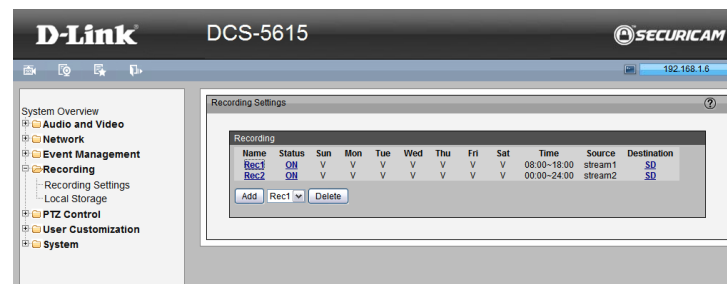 D-Link
DCS-5615
SECURICAM
192.168.1.6
System Overview
Audio and Video
Network
Event Management
Recording
Recording Settings
Local Storage
PTZ Control
User Customization
System
Recording Settings
Recording
Name Status Sun Mon Tue Wed Thu Fri Sat Time Source Destination
Rec1 ON V V V V V V V 08:00~18:00 stream1 SD
Rec2 ON V V V V V V V 00:00~24:00 stream2 SD
Add Rec1 Delete